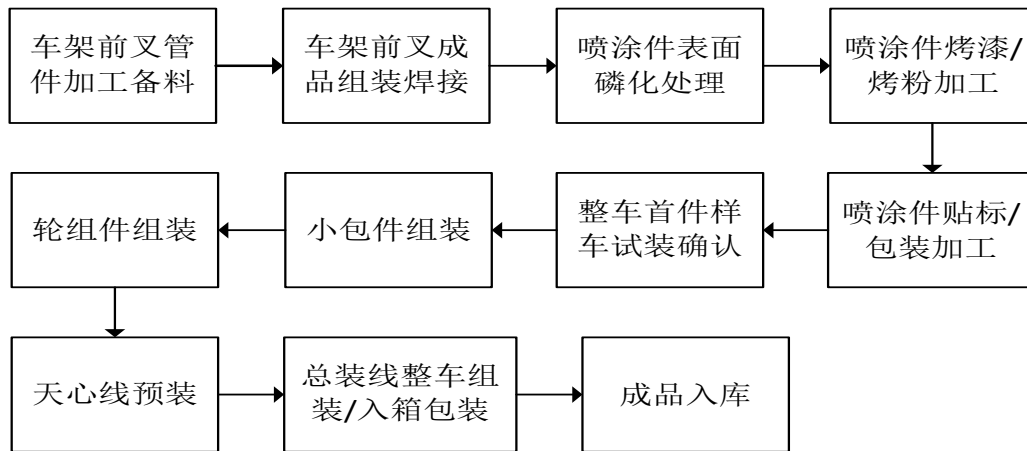 车架前叉管
件加工备料
车架前叉成
品组装焊接
喷涂件表面
磷化处理
喷涂件烤漆/
烤粉加工
喷涂件贴标/
包装加工
整车首件样
车试装确认
小包件组装
轮组件组装
天心线预装
总装线整车组
装/入箱包装
成品入库